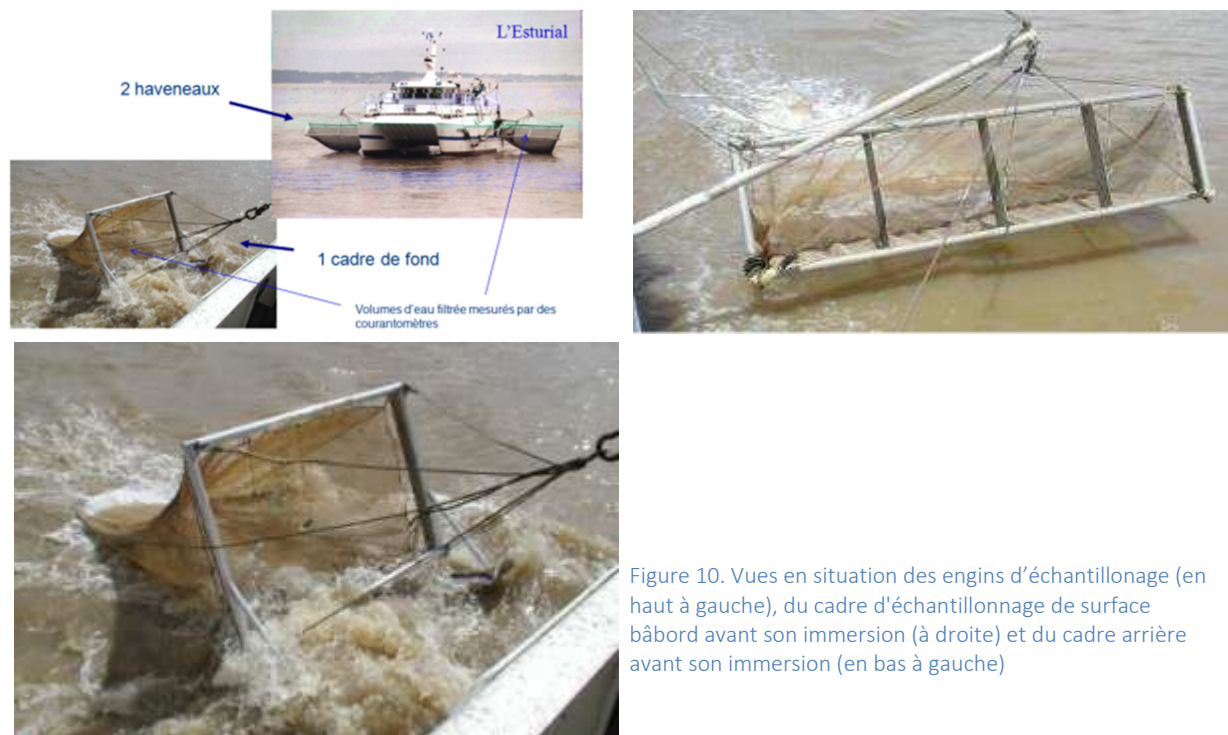 L'Esturial
2 haveneaux
1 cadre de fond
Volumes d'eau filtrée mesurés par des
courantomètres
Figure 10. Vues en situation des engins d’échantillonage (en
haut à gauche), du cadre d'échantillonnage de surface
bâbord avant son immersion (à droite) et du cadre arrière
avant son immersion (en bas à gauche)